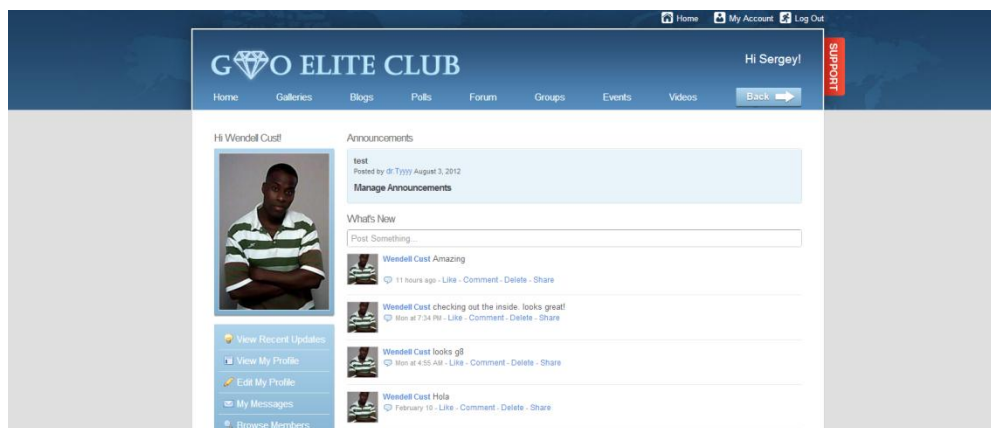 Home My Account Log Out
SUPPORT
GO ELITE CLUB
Hi Sergey!
Home Galleries Blogs Polls Forum Groups Events Videos Back
Hi Wendell Cust!
Announcements
test
Posted by dr.Tyyyy August 3, 2012
Manage Announcements
What's New
Post Something...
Wendell Cust Amazing
11 hours ago - Like - Comment - Delete - Share
Wendell Cust checking out the inside. looks great!
Mon at 7:34 PM - Like - Comment - Delete - Share
Wendell Cust looks g8
Mon at 4:55 AM - Like - Comment - Delete - Share
Wendell Cust Hola
February 10 - Like - Comment - Delete - Share
View Recent Updates
View My Profile
Edit My Profile
My Messages
Browse Members